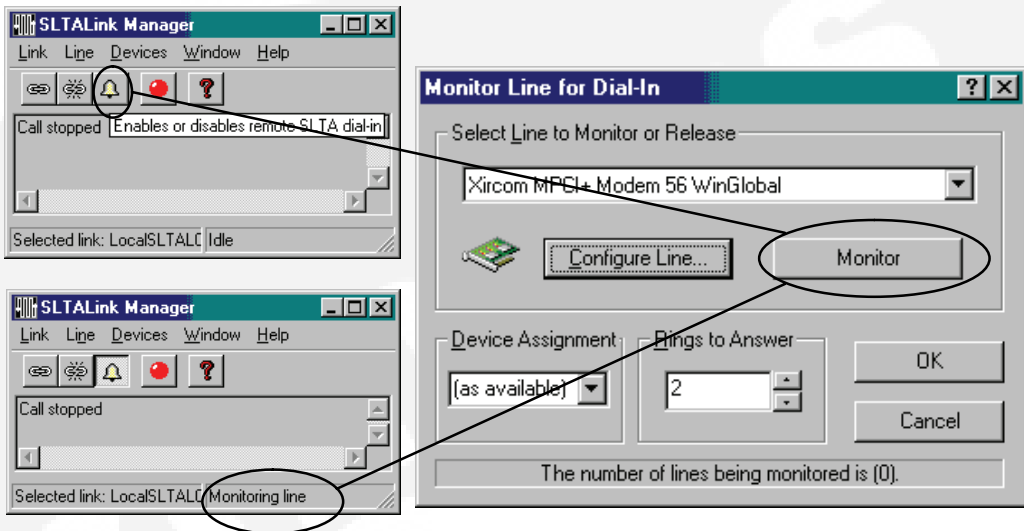 SLTALink Manager
Link Line Devices Window Help
Call stopped
Enables or disables remote SLTA dial-in
Selected link: LocalSLTALC Idle
Monitor Line for Dial-In
Select Line to Monitor or Release
Xircom MPCI+ Modem 56 WinGlobal
Configure Line... Monitor
Device Assignment Rings to Answer
(as available) 2
OK
Cancel
The number of lines being monitored is (0).
SLTALink Manager
Link Line Devices Window Help
Call stopped
Selected link: LocalSLTALC Monitoring line